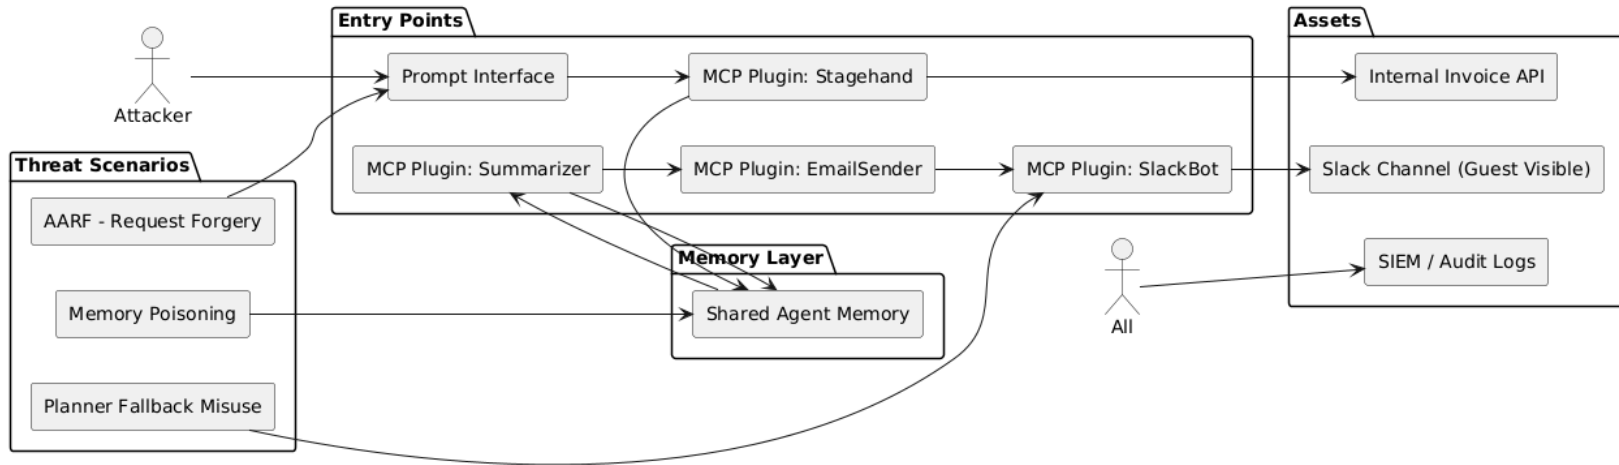 Entry Points
Assets
Attacker
Prompt Interface
MCP Plugin: Stagehand
Internal Invoice API
Threat Scenarios
MCP Plugin: Summarizer
MCP Plugin: EmailSender
MCP Plugin: SlackBot
Slack Channel (Guest Visible)
AARF - Request Forgery
Memory Layer
SIEM / Audit Logs
Memory Poisoning
Shared Agent Memory
All
Planner Fallback Misuse